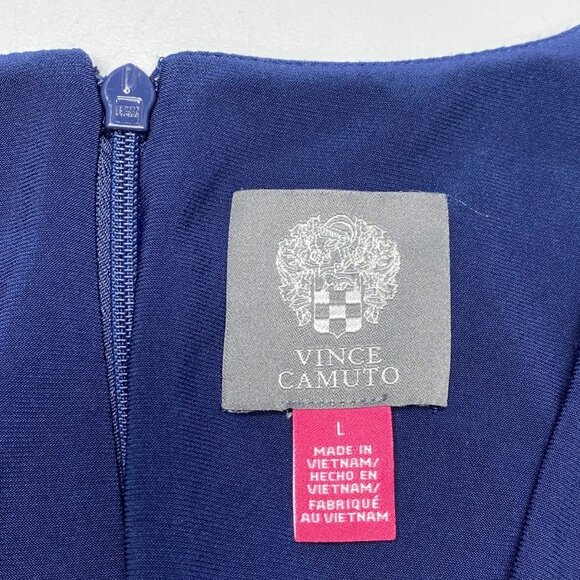 VINCE
CAMUTO
L
MADE IN
VIETNAM/
HECHO EN
VIETNAM/
FABRIQUÉ
AU VIETNAM